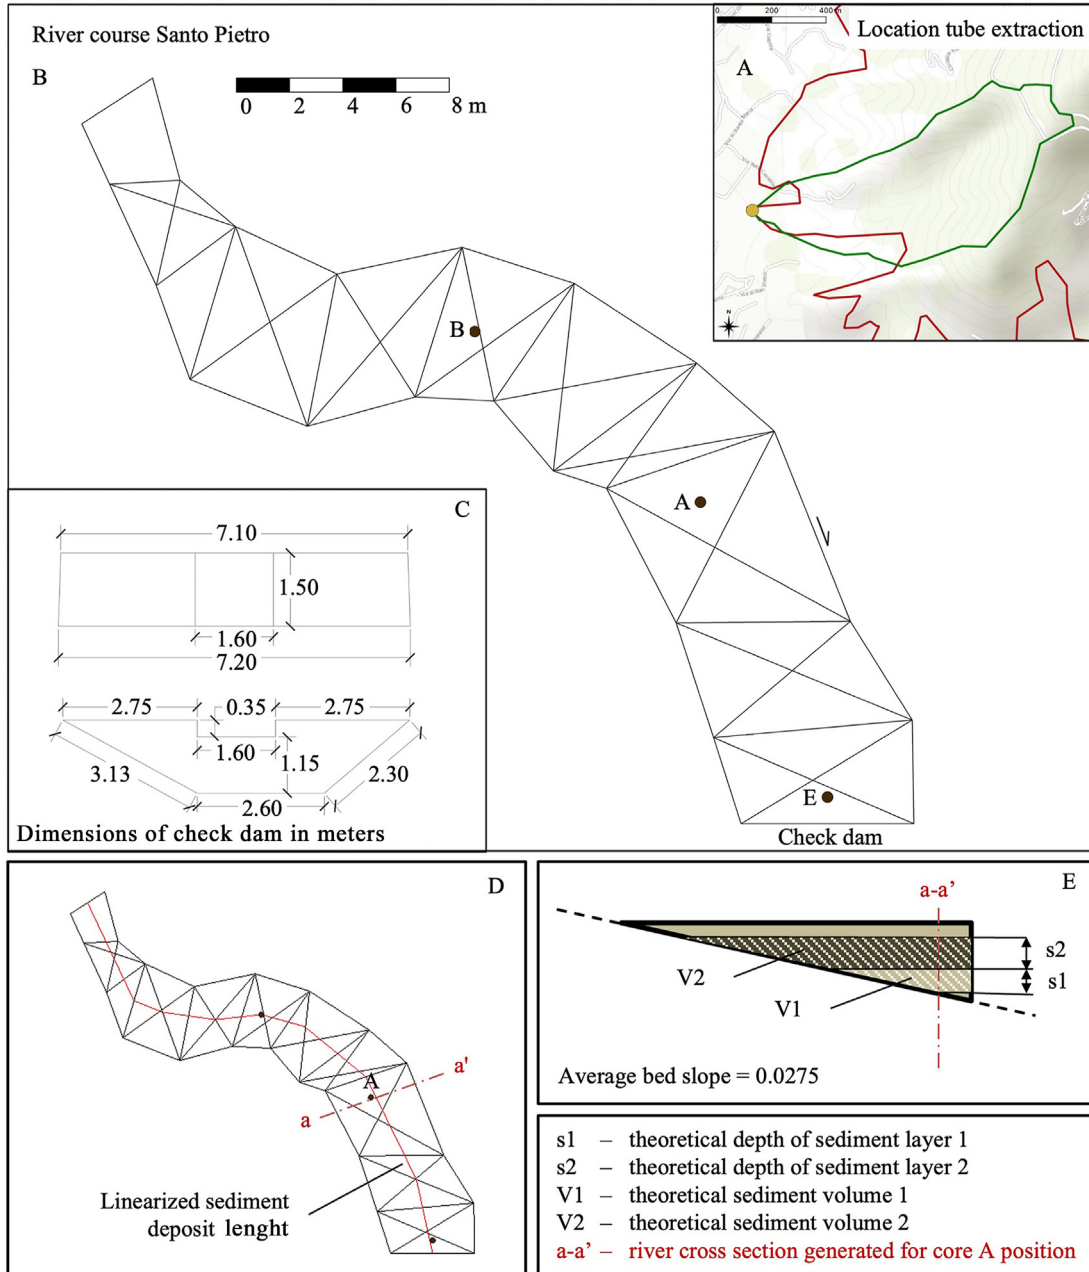 River course Santo Pietro
B
0 2 4 6 8 m
0 200 400 m
Location tube extraction
A
N
B
A
E
Check dam
C
7.10
1.50
1.60
7.20
2.75 0.35 2.75
1.60 1.15
3.13 2.30
2.60
Dimensions of check dam in meters
D
A
a'
a
Linearized sediment
deposit lenght
E
a-a’
s2
V2
s1
V1
Average bed slope = 0.0275
s1 – theoretical depth of sediment layer 1
s2 – theoretical depth of sediment layer 2
V1 – theoretical sediment volume 1
V2 – theoretical sediment volume 2
a-a’ – river cross section generated for core A position